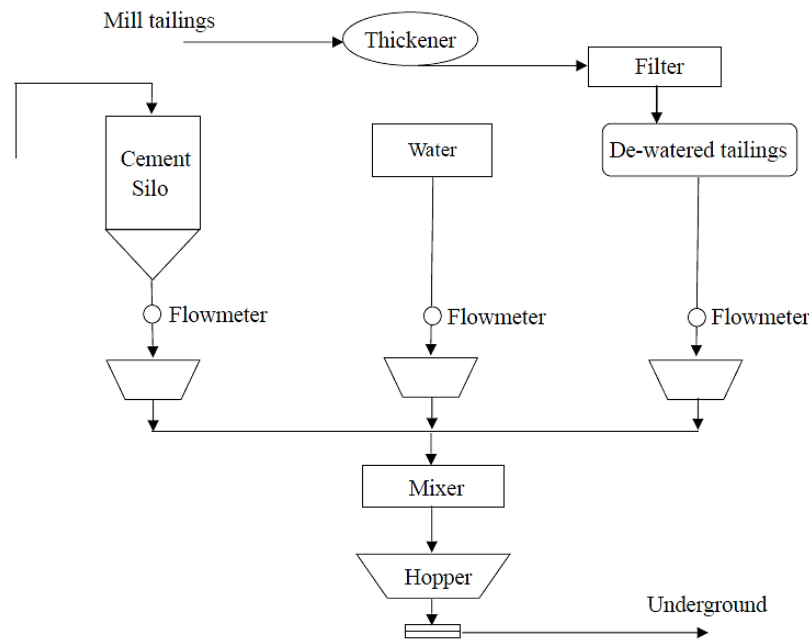 Mill tailings
Thickener
Filter
Cement
Silo
Water
De-watered tailings
Flowmeter
Flowmeter
Flowmeter
Mixer
Hopper
Underground